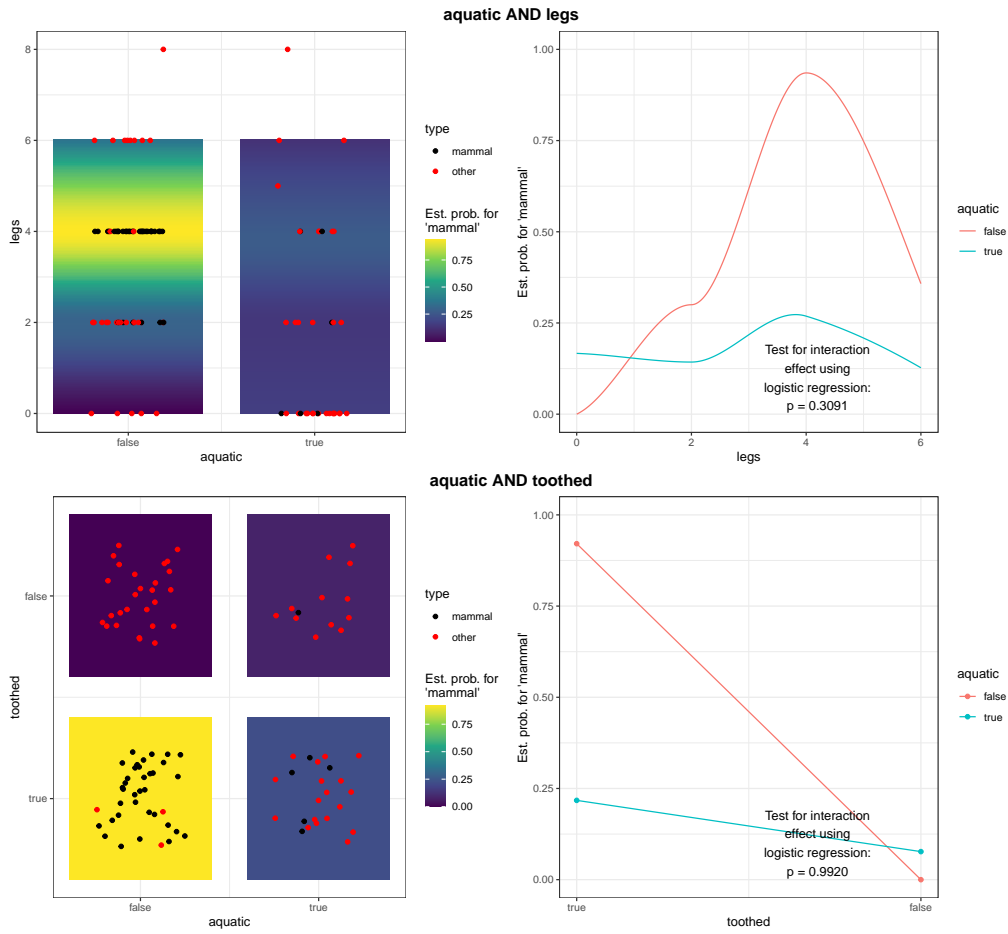 aquatic AND legs
8
6
4
2
0
legs
false
true
aquatic
type
mammal
other
Est. prob. for
'mammal'
0.75
0.50
0.25
1.00
0.75
0.50
0.25
0.00
Est. prob. for 'mammal'
Test for interaction
effect using
logistic regression:
p = 0.3091
0
2
4
6
legs
aquatic
false
true
aquatic AND toothed
false
true
toothed
false
true
aquatic
type
mammal
other
Est. prob. for
'mammal'
0.75
0.50
0.25
0.00
1.00
0.75
0.50
0.25
0.00
Est. prob. for 'mammal'
Test for interaction
effect using
logistic regression:
p = 0.9920
true
false
toothed
aquatic
false
true